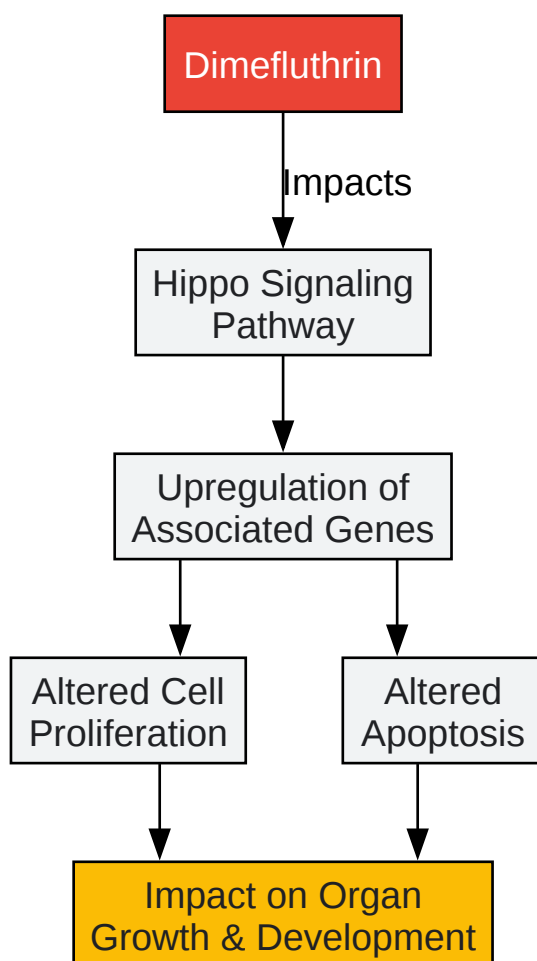 Dimefluthrin
Impacts
Hippo Signaling
Pathway
Upregulation of
Associated Genes
Altered Cell
Proliferation
Altered
Apoptosis
Impact on Organ
Growth & Development